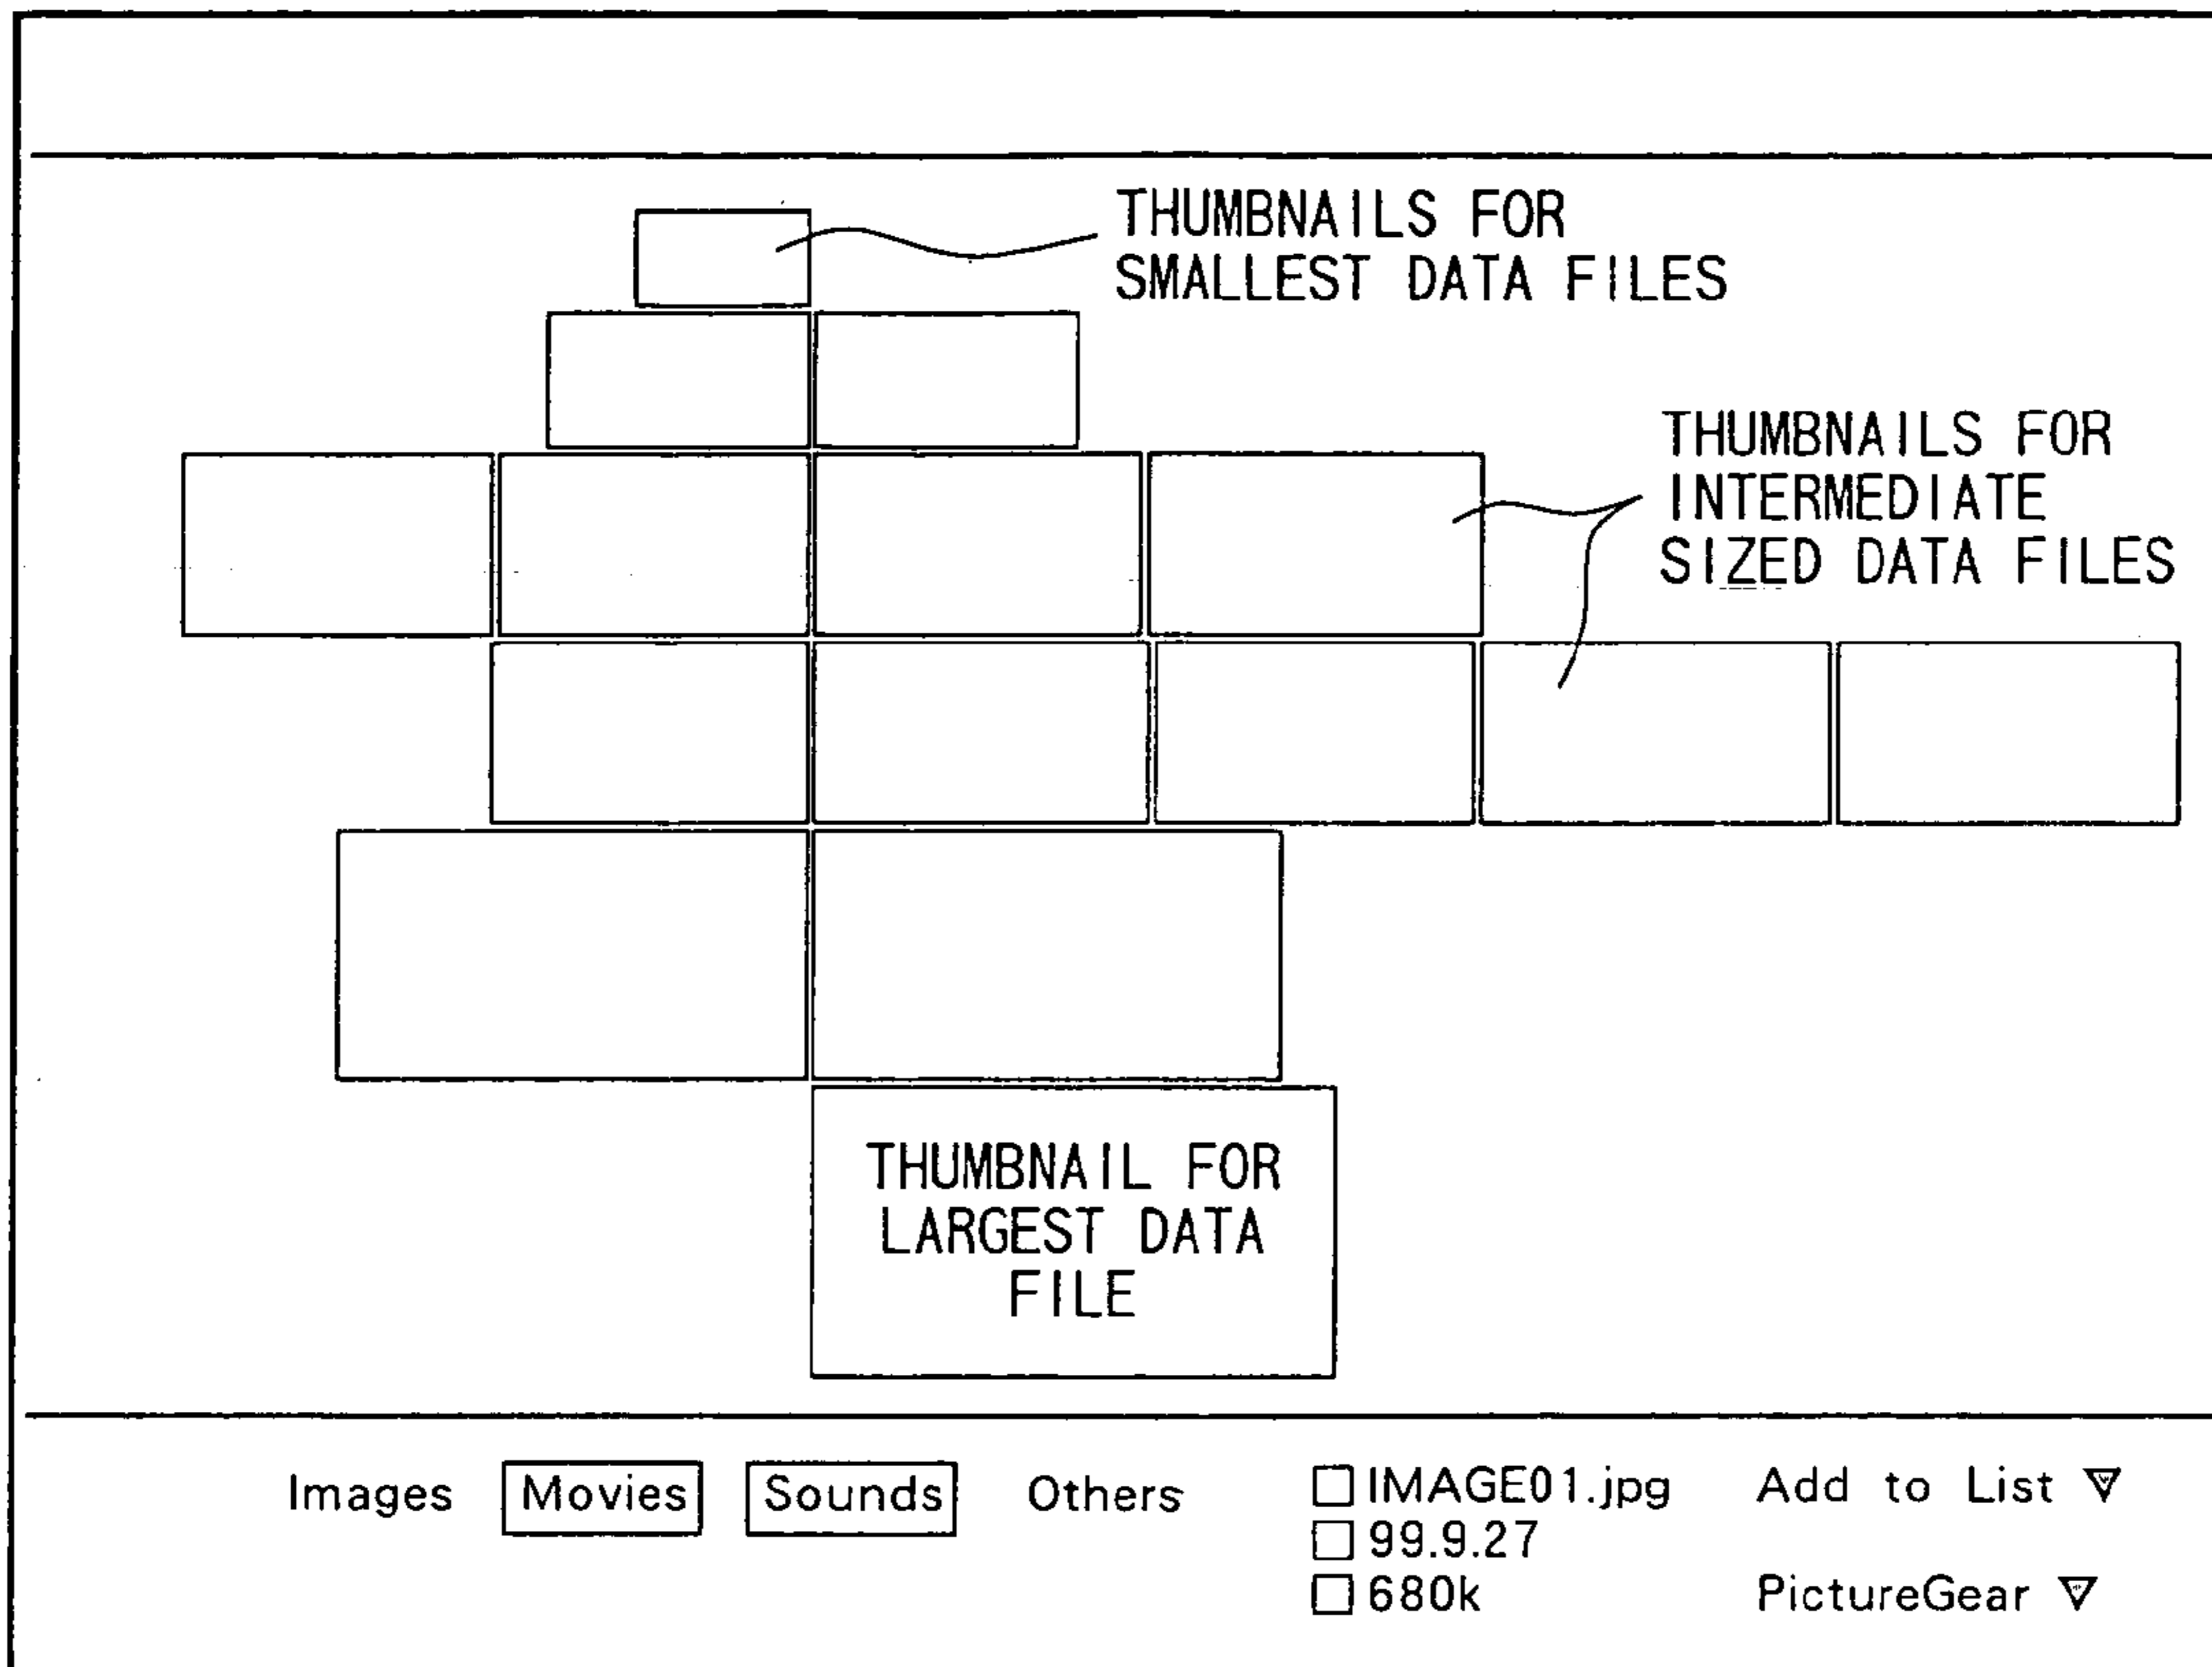 THUMBNAILS FOR
SMALLEST DATA FILES
THUMBNAILS FOR
INTERMEDIATE
SIZED DATA FILES
THUMBNAIL FOR
LARGEST DATA
FILE
Images Movies Sounds Others
IMAGE01.jpg
99.9.27
680k
Add to List
PictureGear